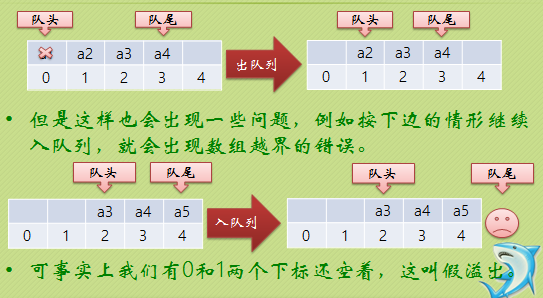 队头 队尾 队头 队尾
a2 a3 a4 出队列 a2 a3 a4
0 1 2 3 4 0 1 2 3 4
• 但是这样也会出现一些问题，例如按下边的情形继续
入队列，就会出现数组越界的错误。
队头 队尾 队头 队尾
a3 a4 a5 入队列 a3 a4 a5
0 1 2 3 4 0 1 2 3 4
• 可事实上我们有0和1两个下标还空着，这叫假溢出。